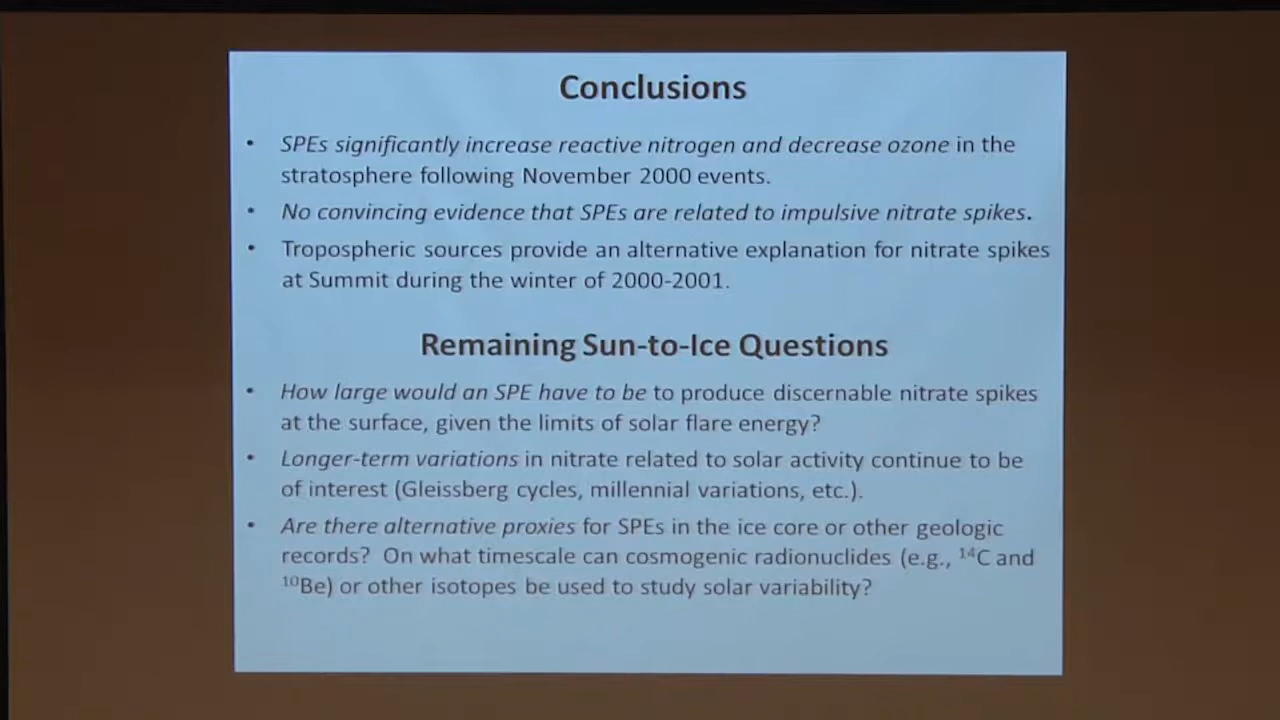 Conclusions
• SPEs significantly increase reactive nitrogen and decrease ozone in the
stratosphere following November 2000 events.
• No convincing evidence that SPEs are related to impulsive nitrate spikes.
• Tropospheric sources provide an alternative explanation for nitrate spikes
at Summit during the winter of 2000-2001.
Remaining Sun-to-Ice Questions
• How large would an SPE have to be to produce discernable nitrate spikes
at the surface, given the limits of solar flare energy?
• Longer-term variations in nitrate related to solar activity continue to be
of interest (Gleissberg cycles, millennial variations, etc.).
• Are there alternative proxies for SPEs in the ice core or other geologic
records? On what timescale can cosmogenic radionuclides (e.g., ¹⁴C and
¹⁰Be) or other isotopes be used to study solar variability?